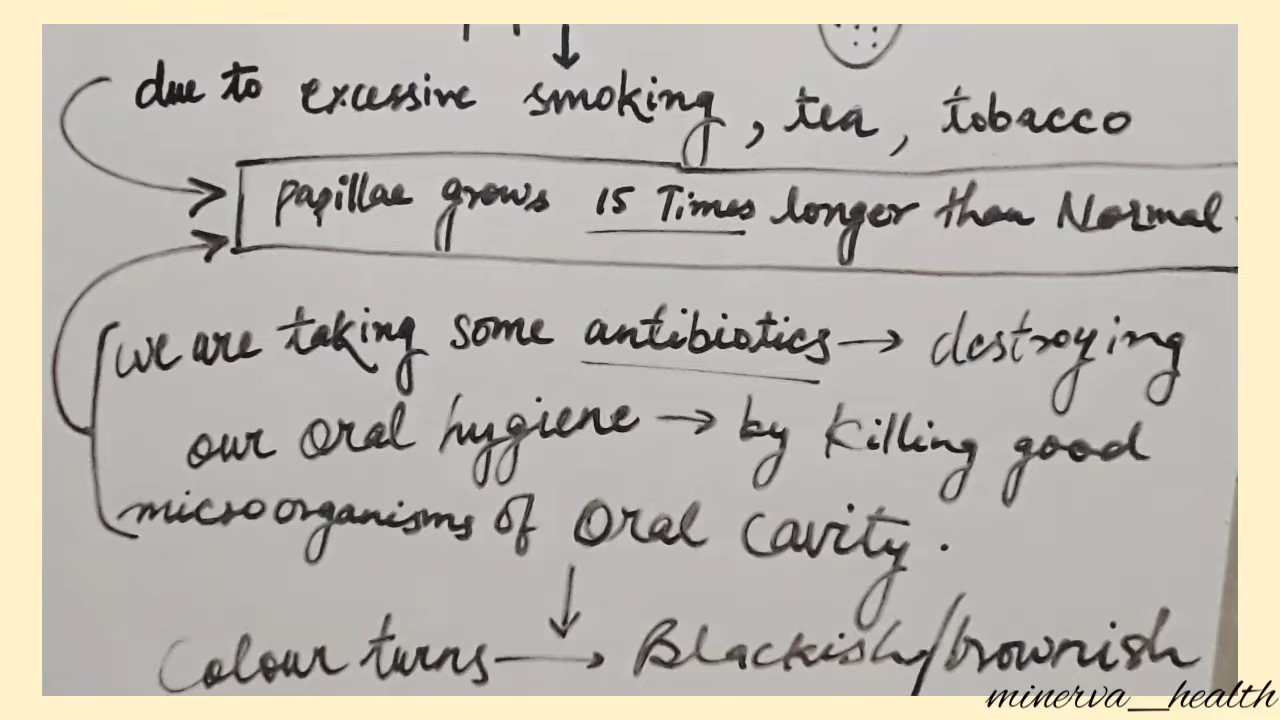 due to excessive smoking, tea, tobacco
Papillae grows 15 Times longer than Normal.
we are taking some antibiotics → destroying
our oral hygiene → by killing good
microorganisms of oral cavity.
↓
Colour turns → Blackish/brownish
minerva_health